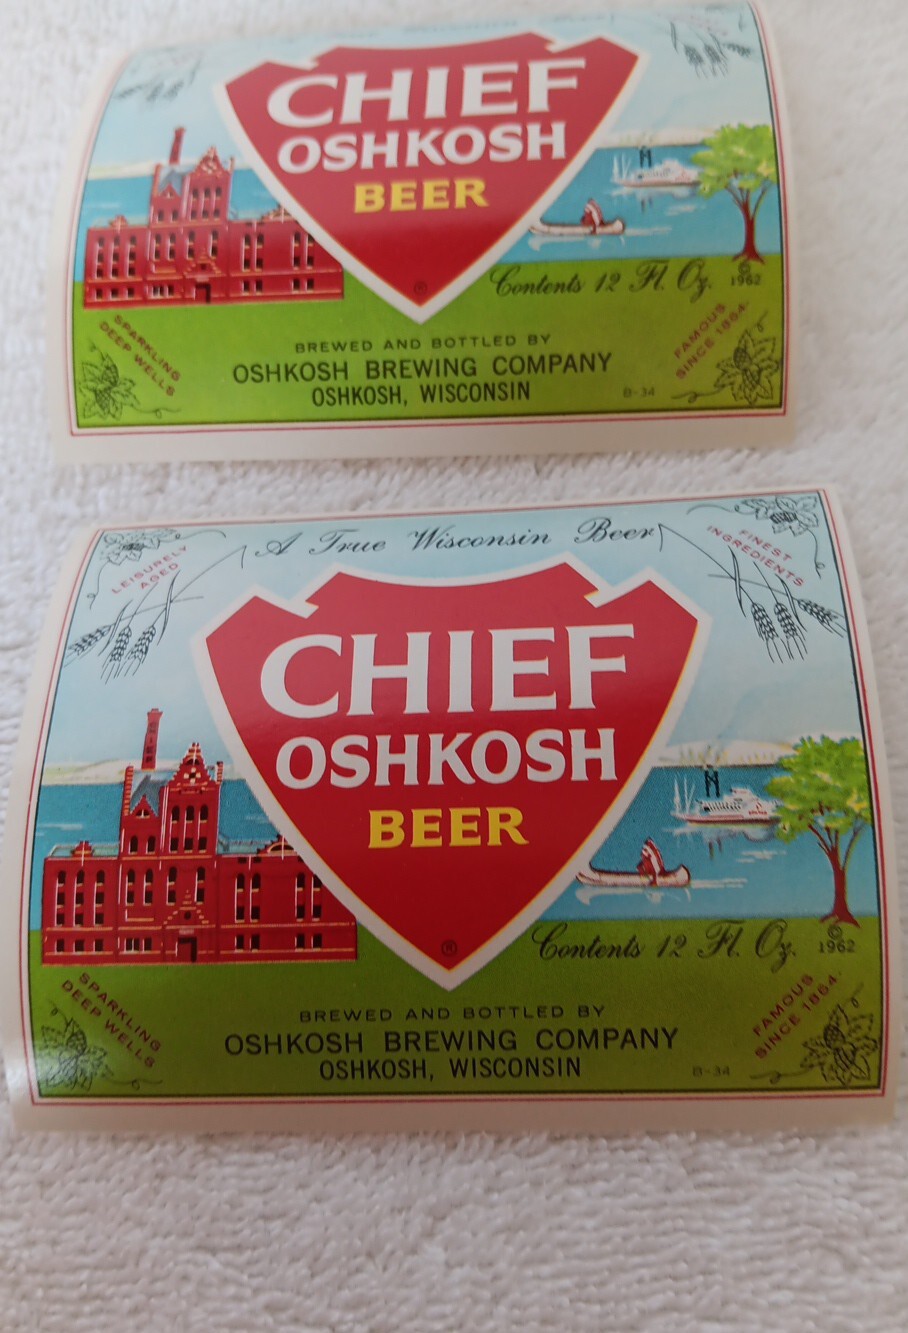 CHIEF
OSHKOSH
BEER
®
Contents 12 Fl. Oz.
©
1962
SPARKLING
DEEP WELLS
FAMOUS
SINCE 1864
BREWED AND BOTTLED BY
OSHKOSH BREWING COMPANY
OSHKOSH, WISCONSIN
B-34
A True Wisconsin Beer
LEISURELY
AGED
FINEST
INGREDIENTS
CHIEF
OSHKOSH
BEER
®
Contents 12 Fl. Oz.
©
1962
SPARKLING
DEEP WELLS
FAMOUS
SINCE 1864
BREWED AND BOTTLED BY
OSHKOSH BREWING COMPANY
OSHKOSH, WISCONSIN
B-34